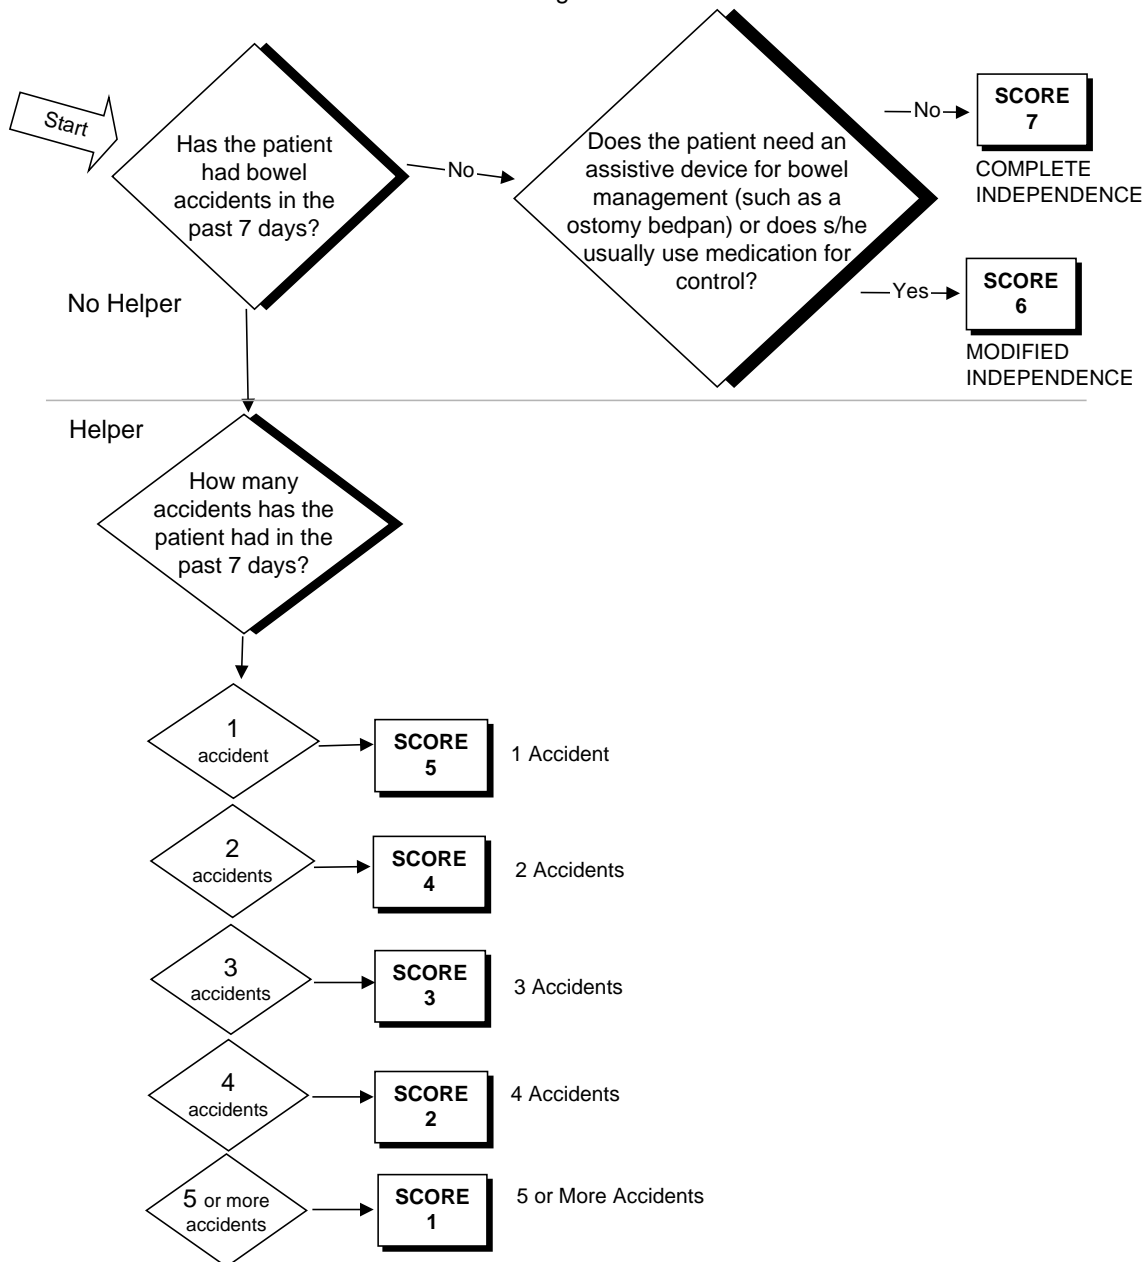 Start
Has the patient
had bowel
accidents in the
past 7 days?
No
Does the patient need an
assistive device for bowel
management (such as a
ostomy bedpan) or does s/he
usually use medication for
control?
No
SCORE
7
COMPLETE
INDEPENDENCE
Yes
SCORE
6
MODIFIED
INDEPENDENCE
No Helper
Helper
How many
accidents has the
patient had in the
past 7 days?
1
accident
SCORE
5
1 Accident
2
accidents
SCORE
4
2 Accidents
3
accidents
SCORE
3
3 Accidents
4
accidents
SCORE
2
4 Accidents
5 or more
accidents
SCORE
1
5 or More Accidents